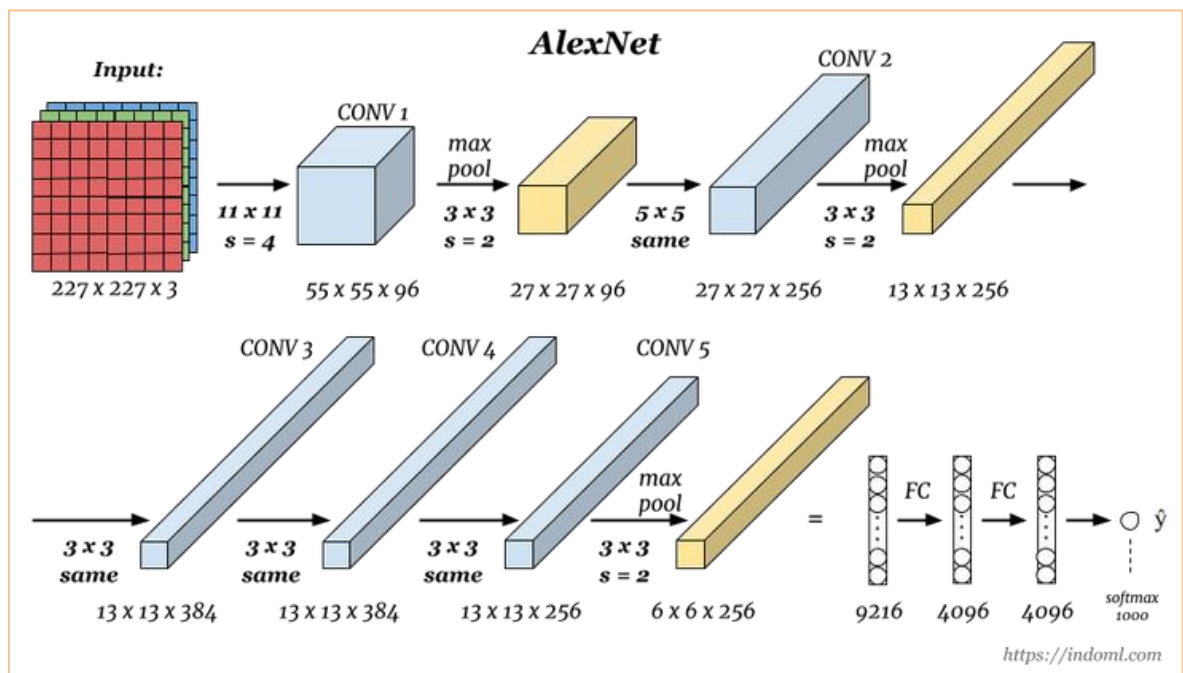 AlexNet
Input:
CONV 1
CONV 2
max
pool
max
pool
11 x 11
s = 4
3 x 3
s = 2
5 x 5
same
3 x 3
s = 2
227 x 227 x 3
55 x 55 x 96
27 x 27 x 96
27 x 27 x 256
13 x 13 x 256
CONV 3
CONV 4
CONV 5
max
pool
FC
FC
=
ŷ
3 x 3
same
3 x 3
same
3 x 3
same
3 x 3
s = 2
13 x 13 x 384
13 x 13 x 384
13 x 13 x 256
6 x 6 x 256
9216
4096
4096
softmax
1000
https://indoml.com